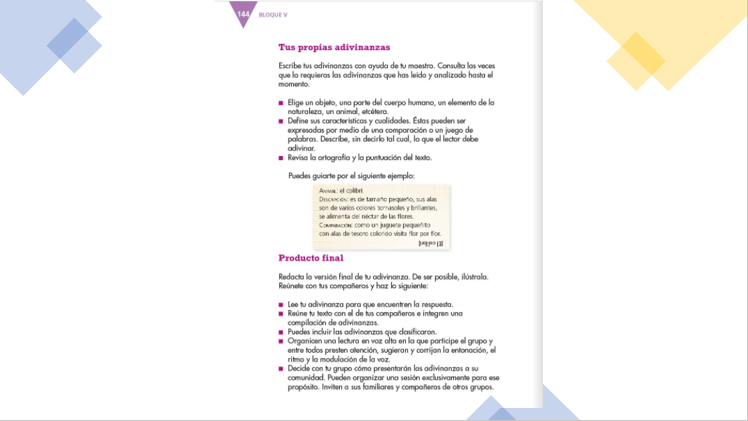 144 BLOQUE V
Tus propias adivinanzas
Escribe tus adivinanzas con ayuda de tu maestro. Consulta las veces
que lo requieras las adivinanzas que has leído y analizado hasta el
momento.
Elige un objeto, una parte del cuerpo humano, un elemento de la
naturaleza, un animal, etcétera.
Define sus características y cualidades. Éstas pueden ser
expresadas por medio de una comparación o un juego de
palabras. Describe, sin decirlo tal cual, lo que el lector debe
adivinar.
Revisa la ortografía y la puntuación del texto.
Puedes guiarte por el siguiente ejemplo:
Animal: el colibrí.
Descripción: es de tamaño pequeño, sus alas
son de varios colores tornasoles y brillantes,
se alimenta del néctar de las flores.
Comparación: como un juguete pequeñito
con alas de tesoro colorido visita flor por flor.
[El colibrí]
Producto final
Redacta la versión final de tu adivinanza. De ser posible, ilústrala.
Reúnete con tus compañeros y haz lo siguiente:
Lee tu adivinanza para que encuentren la respuesta.
Reúne tu texto con el de tus compañeros e integren una
compilación de adivinanzas.
Puedes incluir las adivinanzas que clasificaron.
Organicen una lectura en voz alta en la que participe el grupo y
entre todos presten atención, sugieran y corrijan la entonación, el
ritmo y la modulación de la voz.
Decide con tu grupo cómo presentarán las adivinanzas a su
comunidad. Pueden organizar una sesión exclusivamente para ese
propósito. Inviten a sus familiares y compañeros de otros grupos.